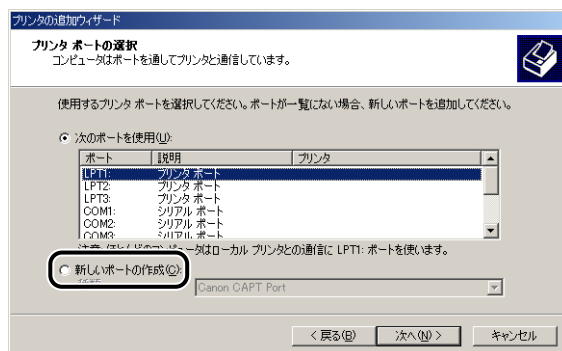 プリンタの追加ウィザード
プリンタ ポートの選択
コンピュータはポートを通してプリンタと通信しています。
使用するプリンタ ポートを選択してください。ポートが一覧にない場合、新しいポートを追加してください。
次のポートを使用(U):
ポート 説明 プリンタ
LPT1: プリンタ ポート
LPT2: プリンタ ポート
LPT3: プリンタ ポート
COM1: シリアル ポート
COM2: シリアル ポート
COM3: シリアル ポート
コンピュータはローカル プリンタとの通信に LPT1: ポートを使います。
新しいポートの作成(C):
Canon CAPT Port
< 戻る(B) 次へ(N) > キャンセル